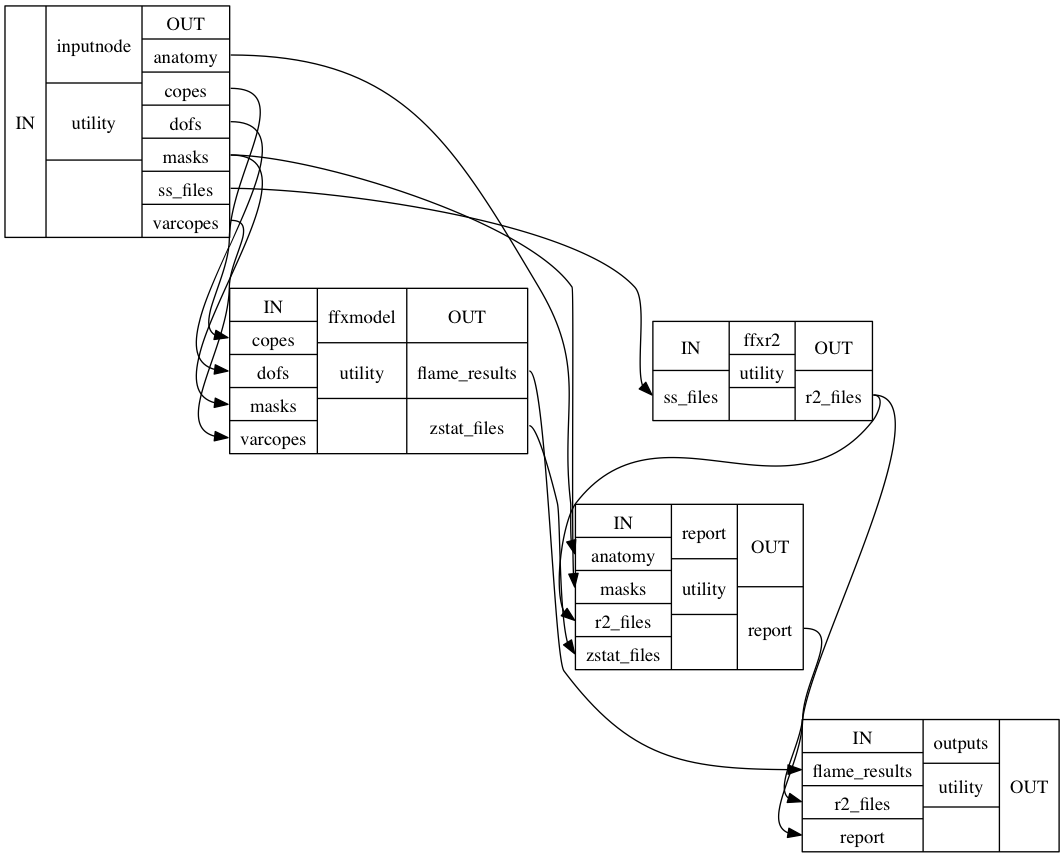 IN
inputnode
utility
OUT
anatomy
copes
dofs
masks
ss_files
varcopes
IN
copes
dofs
masks
varcopes
ffxmodel
utility
OUT
flame_results
zstat_files
IN
ss_files
ffxr2
utility
OUT
r2_files
IN
anatomy
masks
r2_files
zstat_files
report
utility
OUT
report
IN
flame_results
r2_files
report
outputs
utility
OUT